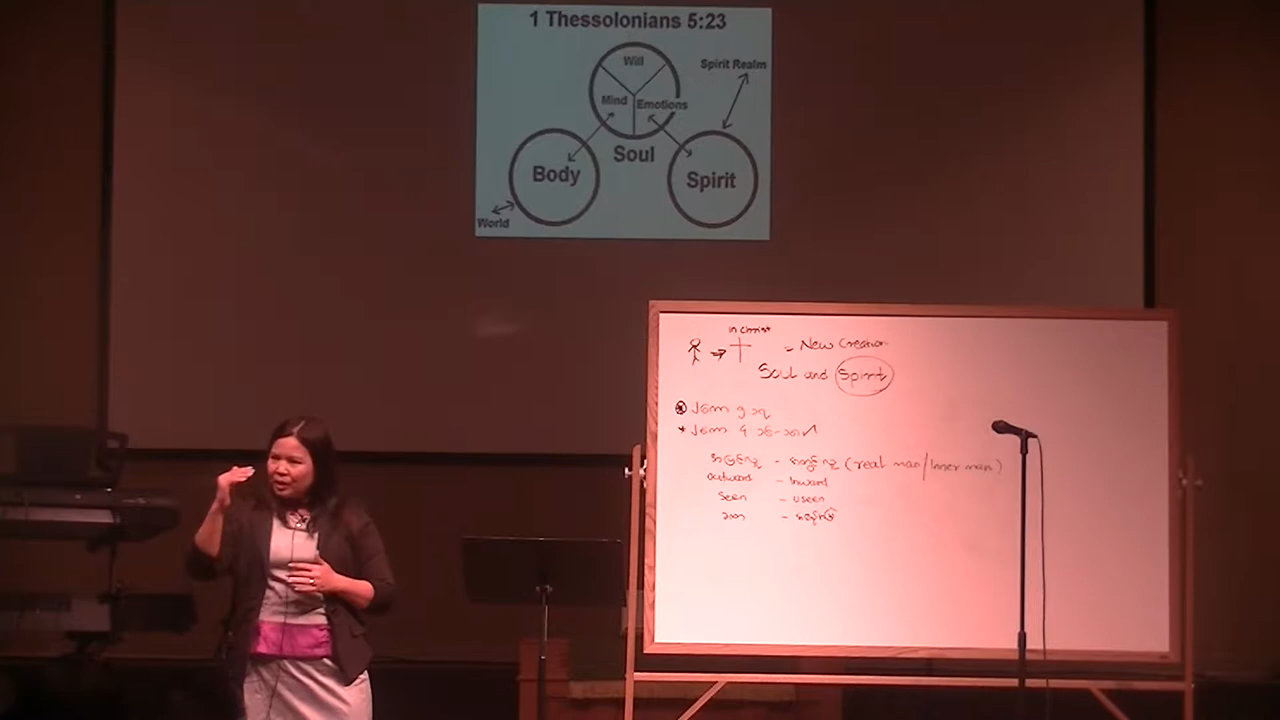 1 Thessolonians 5:23
Will
Spirit Realm
Mind
Emotions
Soul
Body
Spirit
World
in Christ
= New Creation
Soul and Spirit
(real man/Inner man)
outward - Inward
Seen - Useen